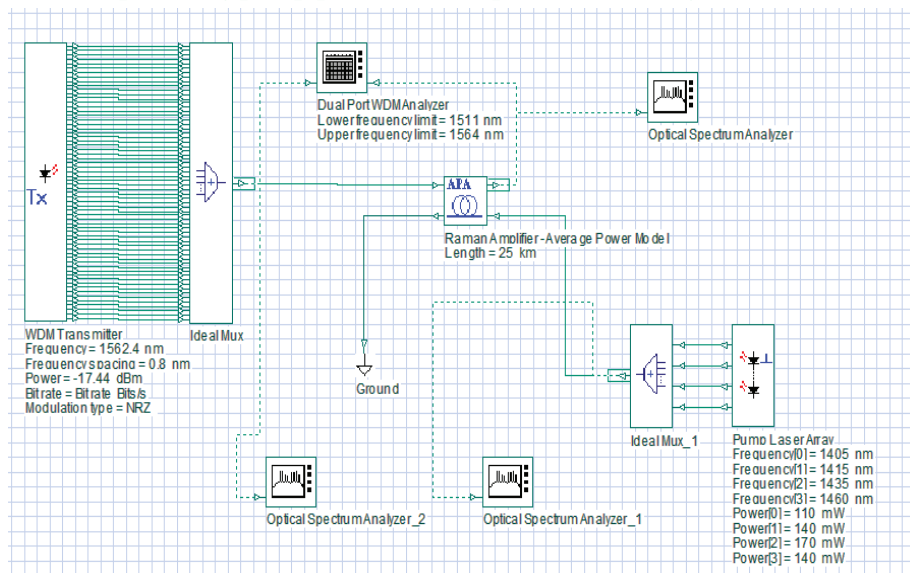 Dual Port WDM Analyzer
Lower frequency limit = 1511 nm
Upper frequency limit = 1564 nm
Optical Spectrum Analyzer
Tx
APA
Raman Amplifier - Average Power Model
Length = 25 km
WDM Transmitter
Frequency = 1562.4 nm
Frequency spacing = 0.8 nm
Power = -17.44 dBm
Bitrate = Bitrate Bits/s
Modulation type = NRZ
Ideal Mux
Ground
Ideal Mux_1
Pump Laser Array
Frequency[0] = 1405 nm
Frequency[1] = 1415 nm
Frequency[2] = 1435 nm
Frequency[3] = 1460 nm
Power[0] = 110 mW
Power[1] = 140 mW
Power[2] = 170 mW
Power[3] = 140 mW
Optical Spectrum Analyzer_2
Optical Spectrum Analyzer_1